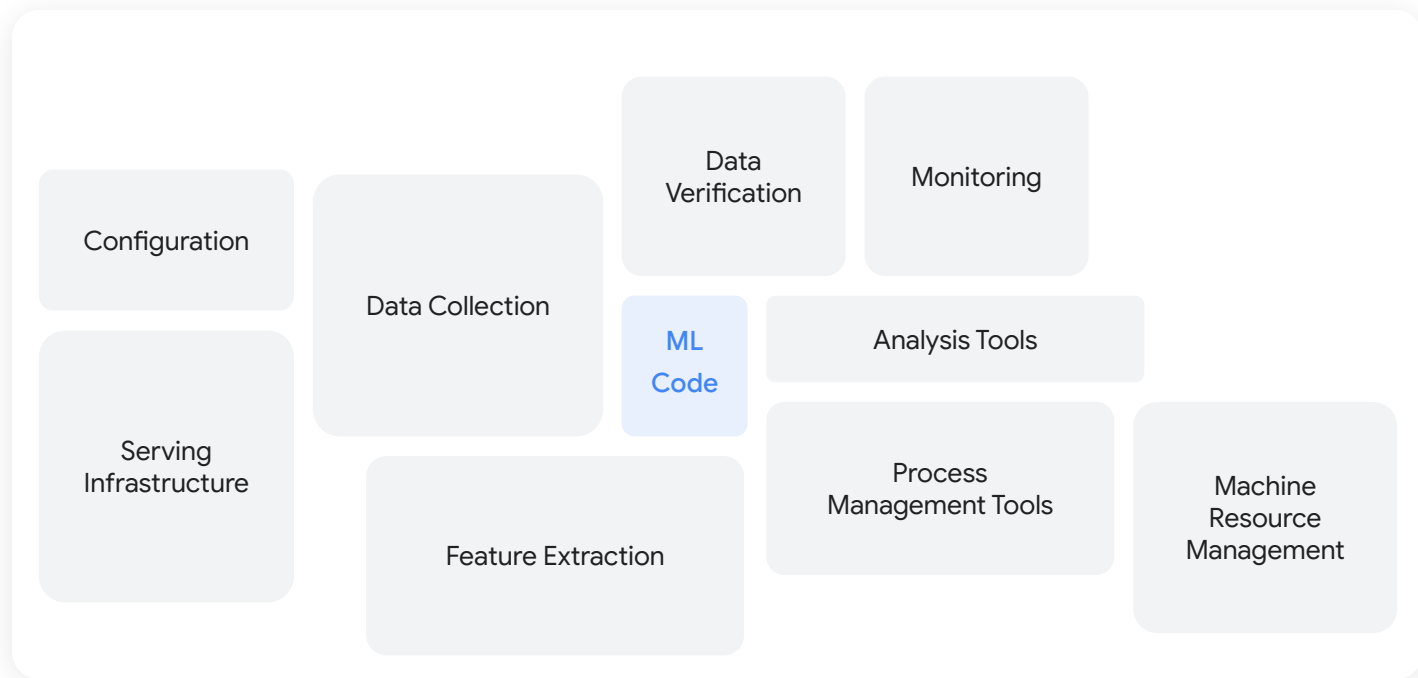 Configuration
Serving
Infrastructure
Data Collection
Feature Extraction
Data
Verification
Monitoring
ML
Code
Analysis Tools
Process
Management Tools
Machine
Resource
Management